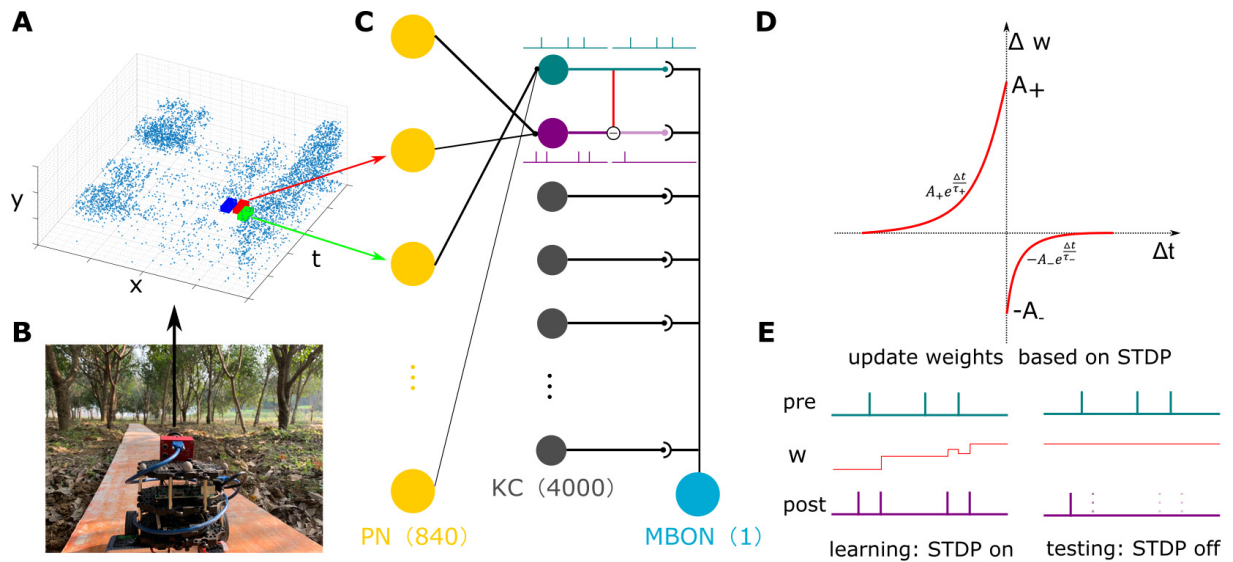 A
y
x
t
B
C
PN（840）
KC（4000）
MBON（1）
D
Δ w
A+
A₊e^{Δt/τ₊}
Δt
−A₋e^{Δt/τ₋}
-A-
E
update weights based on STDP
pre
w
post
learning: STDP on
testing: STDP off